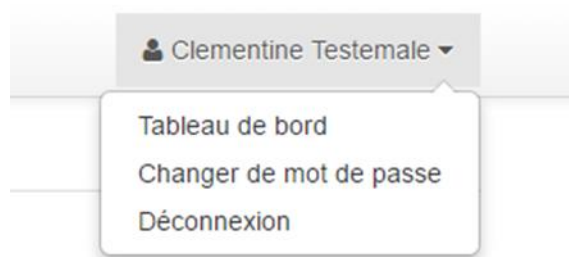 Clementine Testemale
Tableau de bord
Changer de mot de passe
Déconnexion